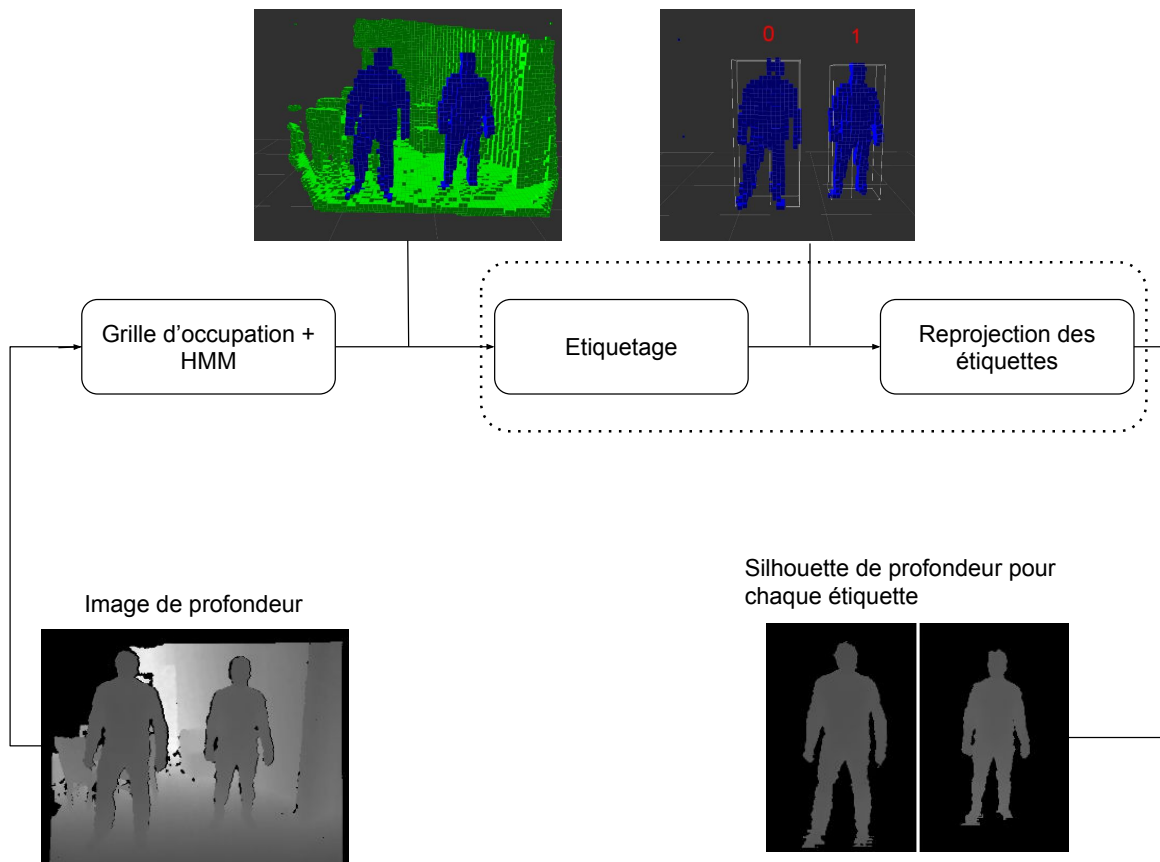 0
1
Grille d'occupation +
HMM
Etiquetage
Reprojection des
étiquettes
Image de profondeur
Silhouette de profondeur pour
chaque étiquette